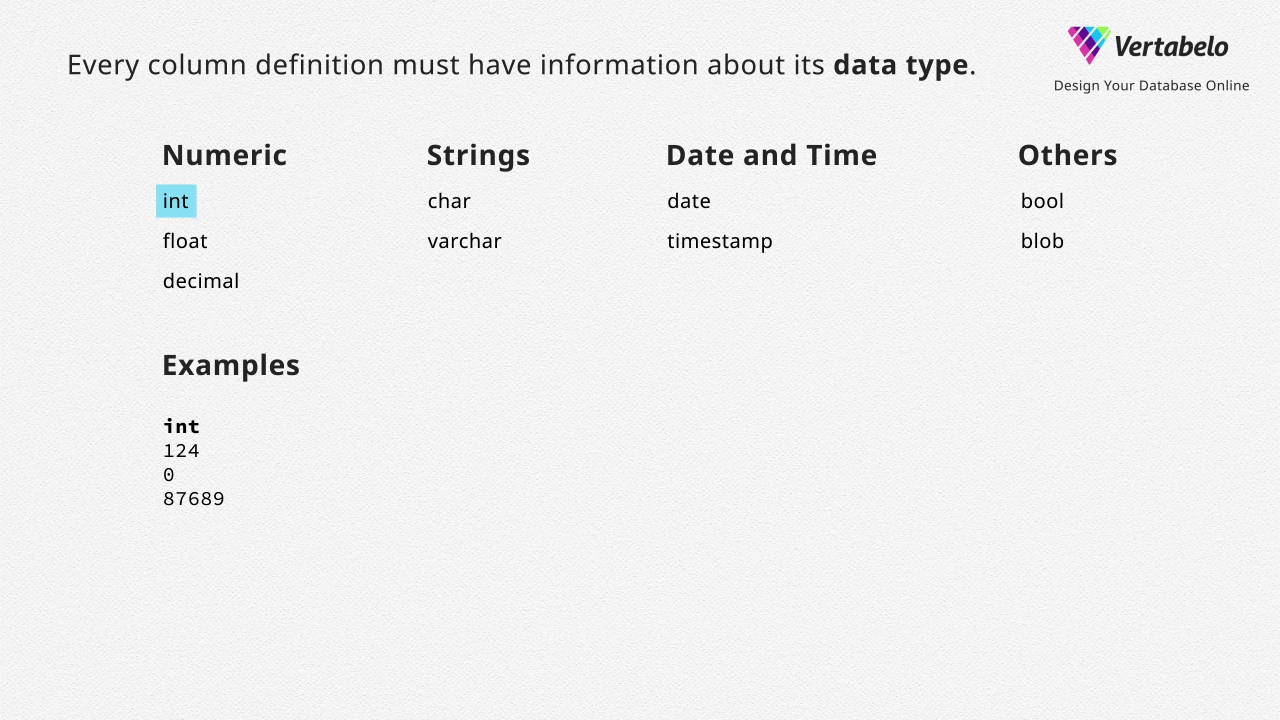 Every column definition must have information about its data type.
Vertabelo
Design Your Database Online
Numeric Strings Date and Time Others
int char date bool
float varchar timestamp blob
decimal
Examples
int
124
0
87689